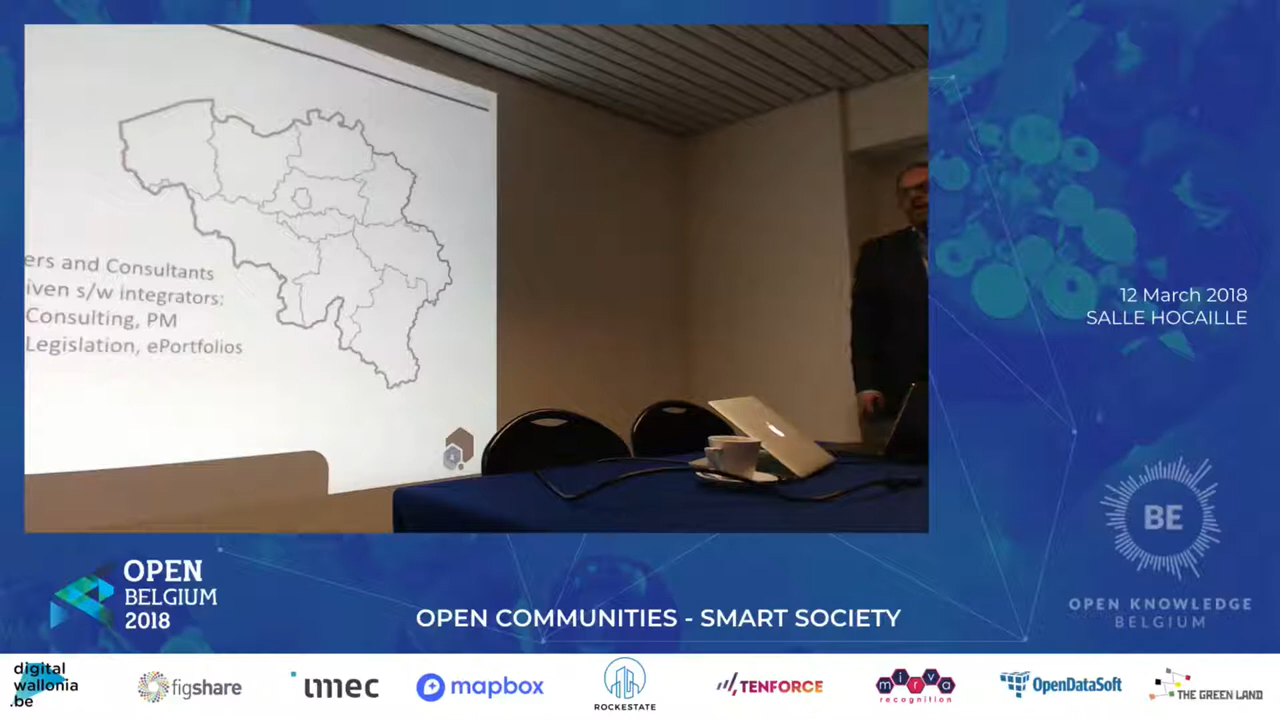 ers and Consultants
iven s/w integrators:
Consulting, PM
Legislation, ePortfolios
12 March 2018
SALLE HOCAILLE
BE
OPEN KNOWLEDGE
BELGIUM
OPEN
BELGIUM
2018
OPEN COMMUNITIES - SMART SOCIETY
digital
wallonia
.be
figshare
imec
mapbox
ROCKESTATE
TENFORCE
mirva
recognition
OpenDataSoft
THE GREEN LAND